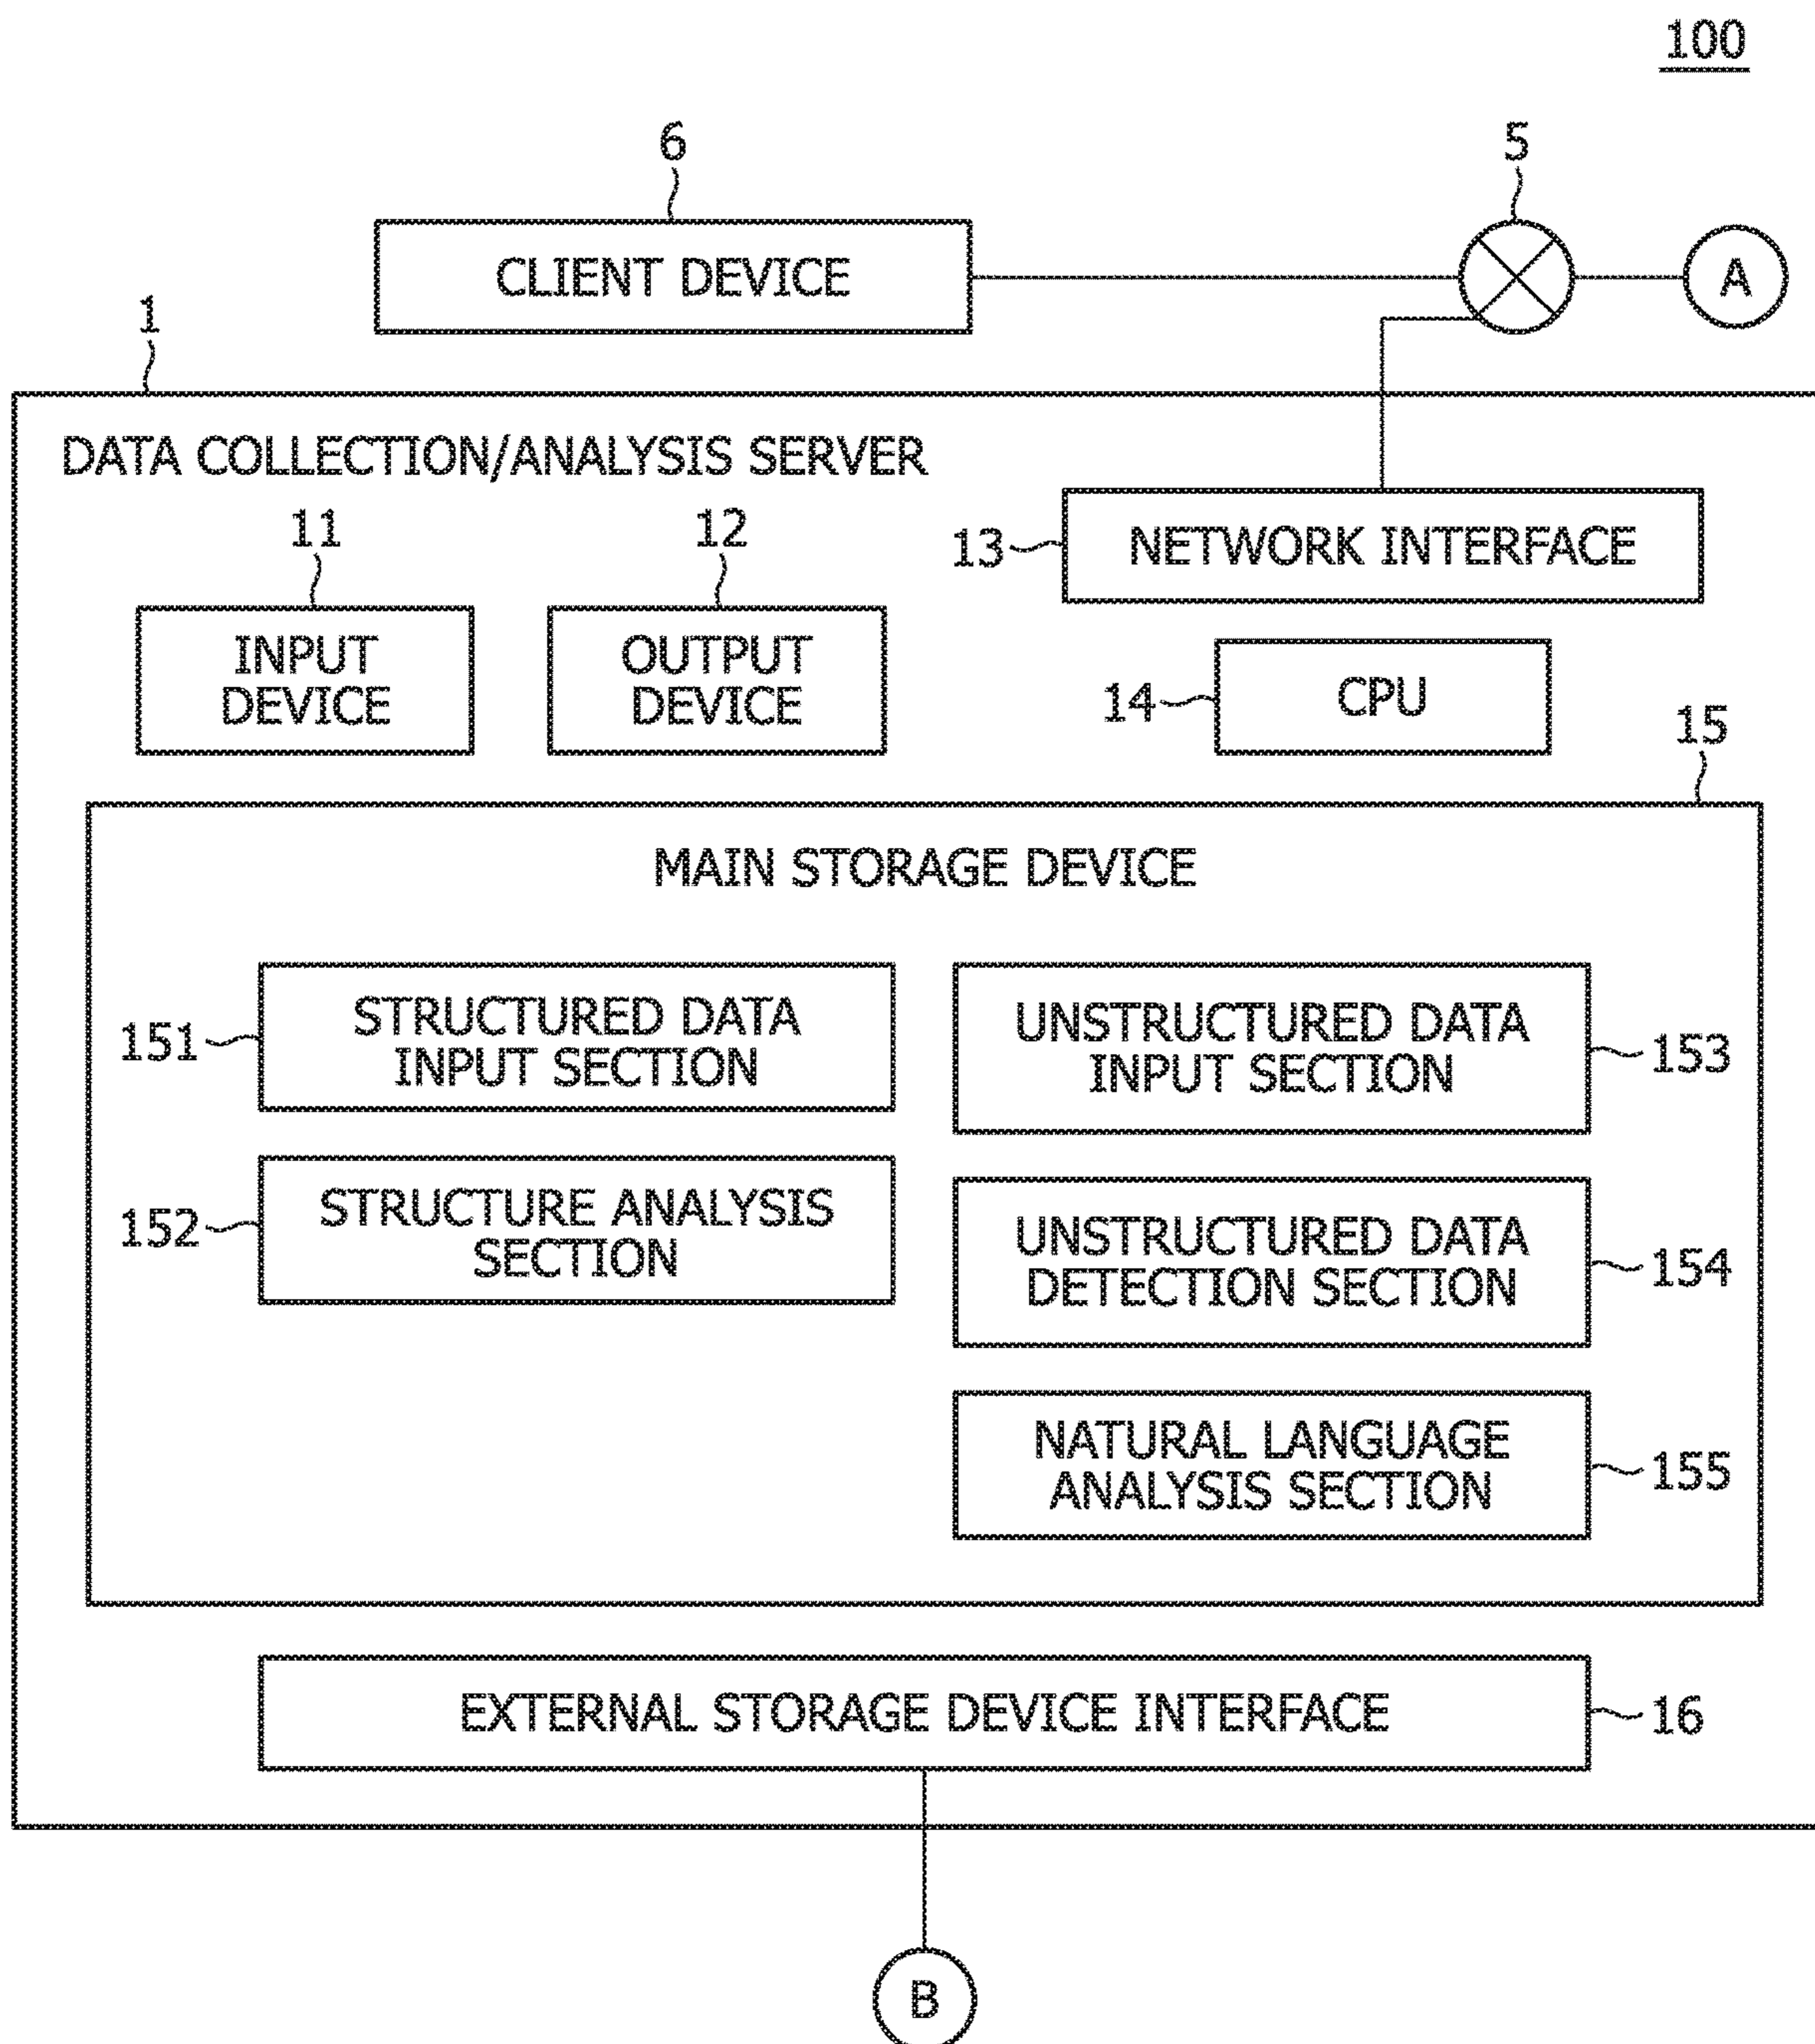 100
6
5
CLIENT DEVICE
A
1
DATA COLLECTION/ANALYSIS SERVER
11
12
13
NETWORK INTERFACE
INPUT
DEVICE
OUTPUT
DEVICE
14
CPU
15
MAIN STORAGE DEVICE
151
STRUCTURED DATA
INPUT SECTION
UNSTRUCTURED DATA
INPUT SECTION
153
152
STRUCTURE ANALYSIS
SECTION
UNSTRUCTURED DATA
DETECTION SECTION
154
NATURAL LANGUAGE
ANALYSIS SECTION
155
EXTERNAL STORAGE DEVICE INTERFACE
16
B